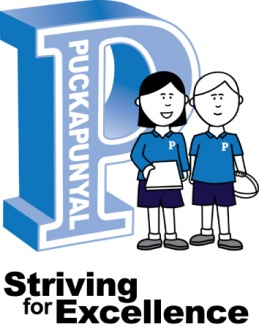 PUCKAPUNYAL
P
P
P
Striving
for Excellence